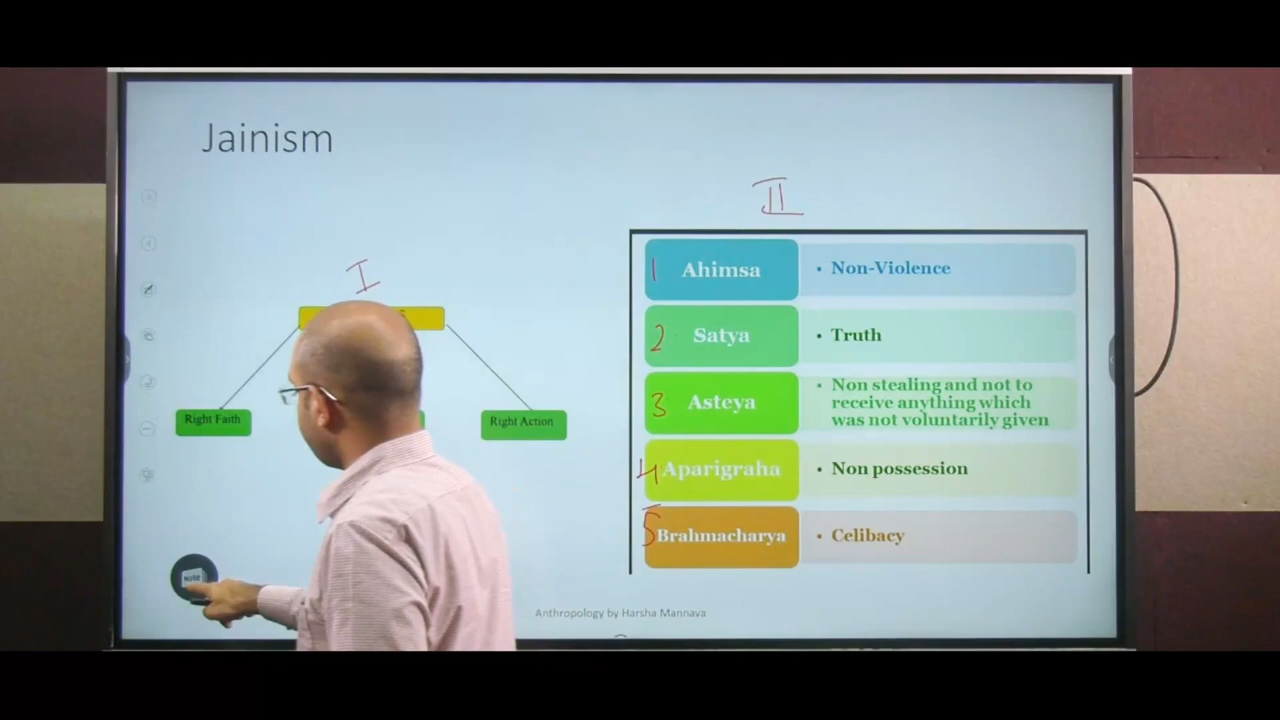 Jainism
I
Right Faith
Right Action
II
1 Ahimsa
• Non-Violence
2 Satya
• Truth
3 Asteya
• Non stealing and not to
receive anything which
was not voluntarily given
4 Aparigraha
• Non possession
5 Brahmacharya
• Celibacy
Note
Anthropology by Harsha Mannava